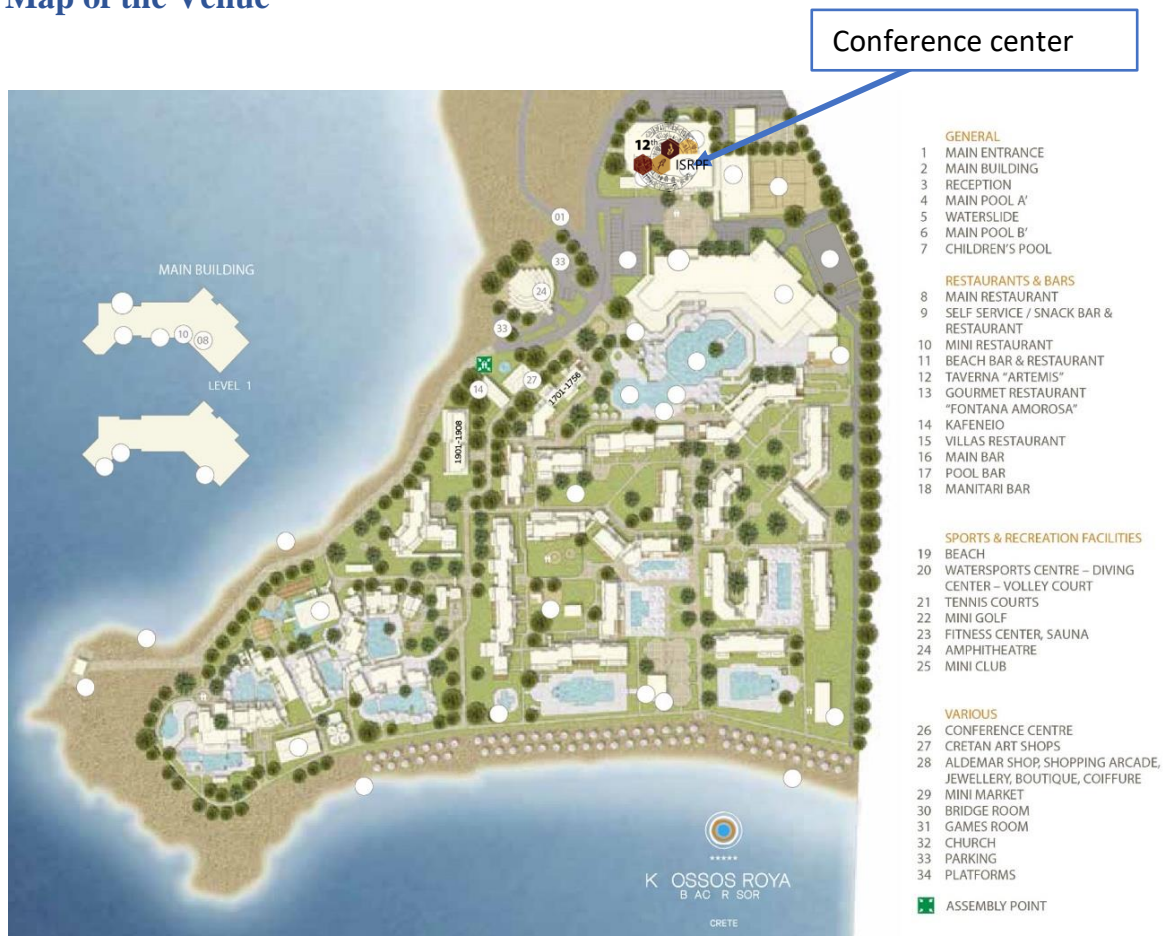 Map of the Venue
Conference center
12th
ISRPF
01
33
24
33
27
14
1701-1756
1901-1908
MAIN BUILDING
10
08
LEVEL 1
GENERAL
1 MAIN ENTRANCE
2 MAIN BUILDING
3 RECEPTION
4 MAIN POOL A'
5 WATERSLIDE
6 MAIN POOL B'
7 CHILDREN'S POOL
RESTAURANTS & BARS
8 MAIN RESTAURANT
9 SELF SERVICE / SNACK BAR &
RESTAURANT
10 MINI RESTAURANT
11 BEACH BAR & RESTAURANT
12 TAVERNA "ARTEMIS"
13 GOURMET RESTAURANT
"FONTANA AMOROSA"
14 KAFENEIO
15 VILLAS RESTAURANT
16 MAIN BAR
17 POOL BAR
18 MANITARI BAR
SPORTS & RECREATION FACILITIES
19 BEACH
20 WATERSPORTS CENTRE – DIVING
CENTER – VOLLEY COURT
21 TENNIS COURTS
22 MINI GOLF
23 FITNESS CENTER, SAUNA
24 AMPHITHEATRE
25 MINI CLUB
VARIOUS
26 CONFERENCE CENTRE
27 CRETAN ART SHOPS
28 ALDEMAR SHOP, SHOPPING ARCADE,
JEWELLERY, BOUTIQUE, COIFFURE
29 MINI MARKET
30 BRIDGE ROOM
31 GAMES ROOM
32 CHURCH
33 PARKING
34 PLATFORMS
ASSEMBLY POINT
K OSSOS ROYA
B AC R SOR
CRETE